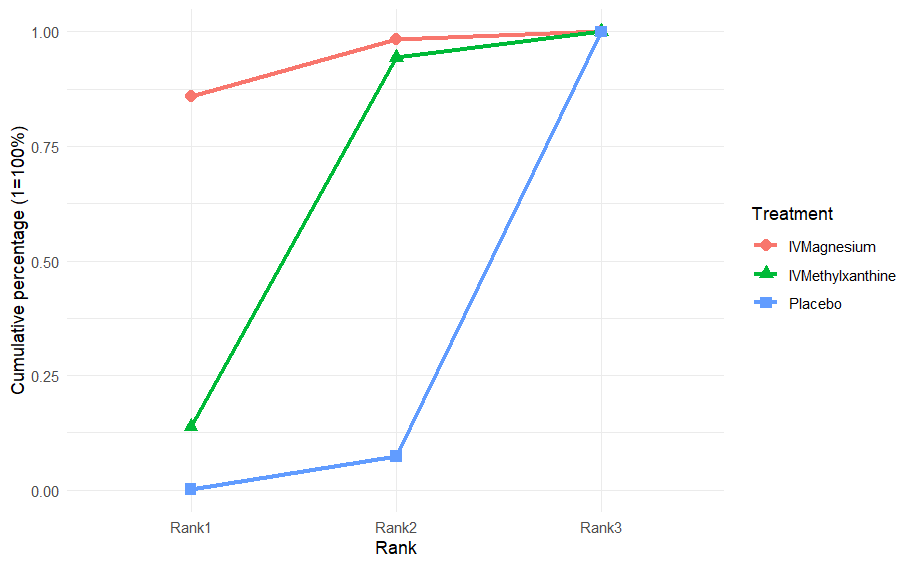 Cumulative percentage (1=100%)
1.00
0.75
0.50
0.25
0.00
Rank1 Rank2 Rank3
Rank
Treatment
IVMagnesium
IVMethylxanthine
Placebo